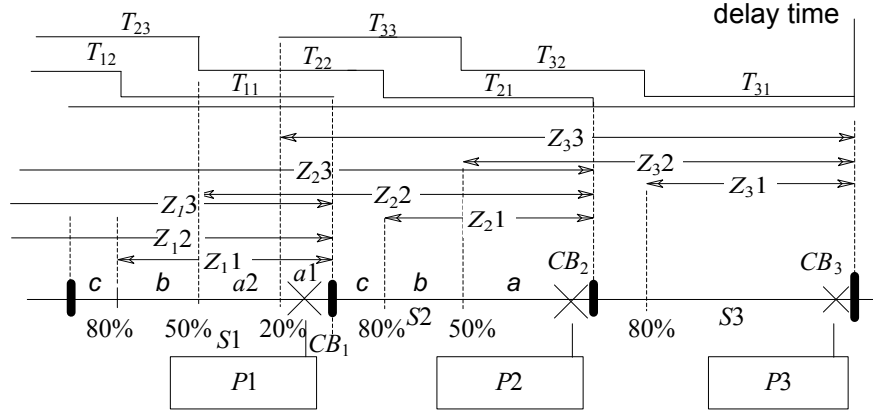 delay time
T23 T33
T12 T22 T32
T11 T21 T31
Z33
Z23 Z32
Z22 Z31
Z13 Z21
Z12
Z11
c b a2 a1 c b a CB2 CB3
80% 50% 20% CB1 80% S2 50% 80% S3
S1
P1 P2 P3